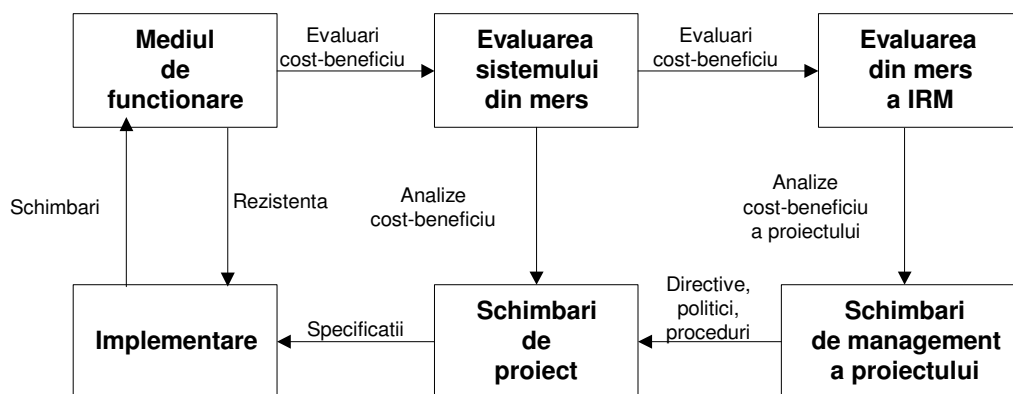 Mediul
de
functionare
Evaluari
cost-beneficiu
Evaluarea
sistemului
din mers
Evaluari
cost-beneficiu
Evaluarea
din mers
a IRM
Schimbari
Rezistenta
Analize
cost-beneficiu
Analize
cost-beneficiu
a proiectului
Implementare
Specificatii
Schimbari
de
proiect
Directive,
politici,
proceduri
Schimbari
de management
a proiectului